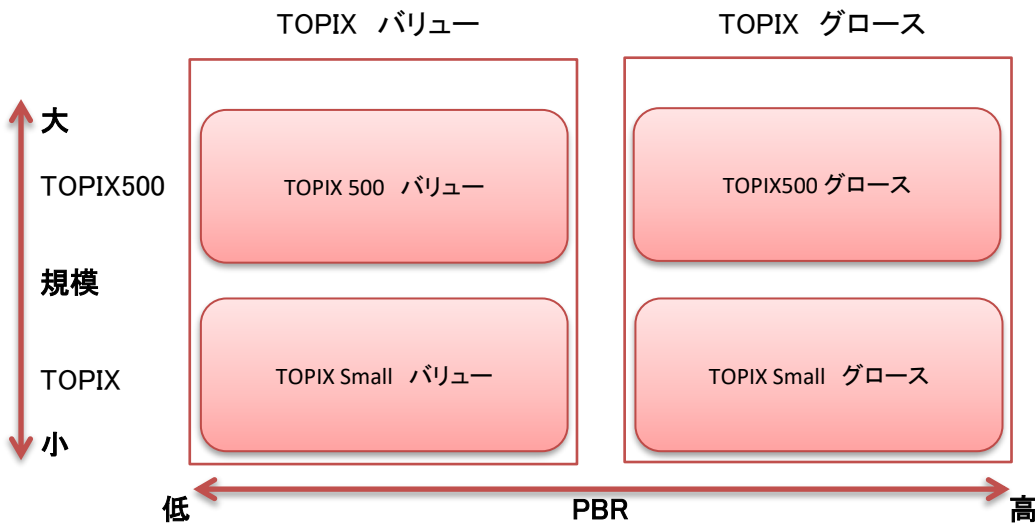 TOPIX バリュー
TOPIX グロース
大
TOPIX500
TOPIX 500 バリュー
TOPIX500 グロース
規模
TOPIX
TOPIX Small バリュー
TOPIX Small グロース
小
低
PBR
高